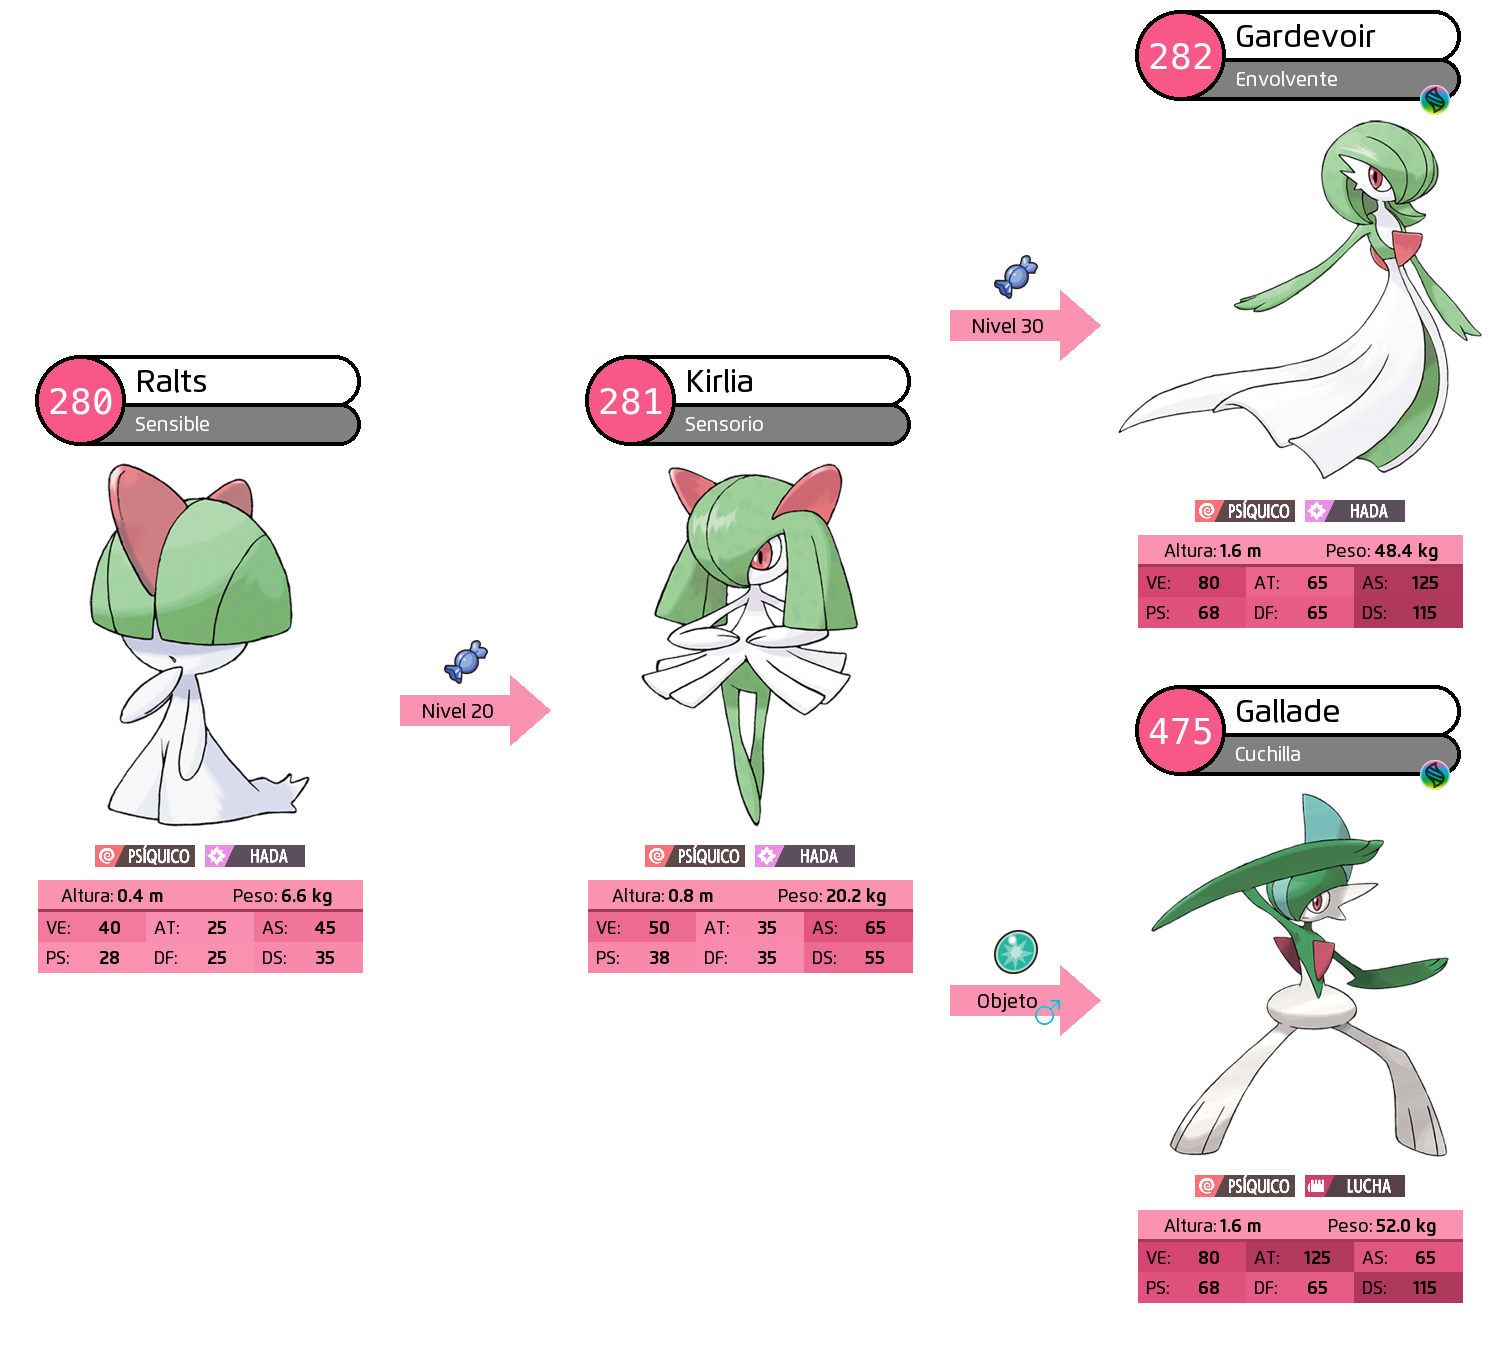 280
Ralts
Sensible
PSÍQUICO HADA
Altura: 0.4 m Peso: 6.6 kg
VE: 40 AT: 25 AS: 45
PS: 28 DF: 25 DS: 35
Nivel 20
281
Kirlia
Sensorio
PSÍQUICO HADA
Altura: 0.8 m Peso: 20.2 kg
VE: 50 AT: 35 AS: 65
PS: 38 DF: 35 DS: 55
Nivel 30
282
Gardevoir
Envolvente
PSÍQUICO HADA
Altura: 1.6 m Peso: 48.4 kg
VE: 80 AT: 65 AS: 125
PS: 68 DF: 65 DS: 115
Objeto ♂
475
Gallade
Cuchilla
PSÍQUICO LUCHA
Altura: 1.6 m Peso: 52.0 kg
VE: 80 AT: 125 AS: 65
PS: 68 DF: 65 DS: 115